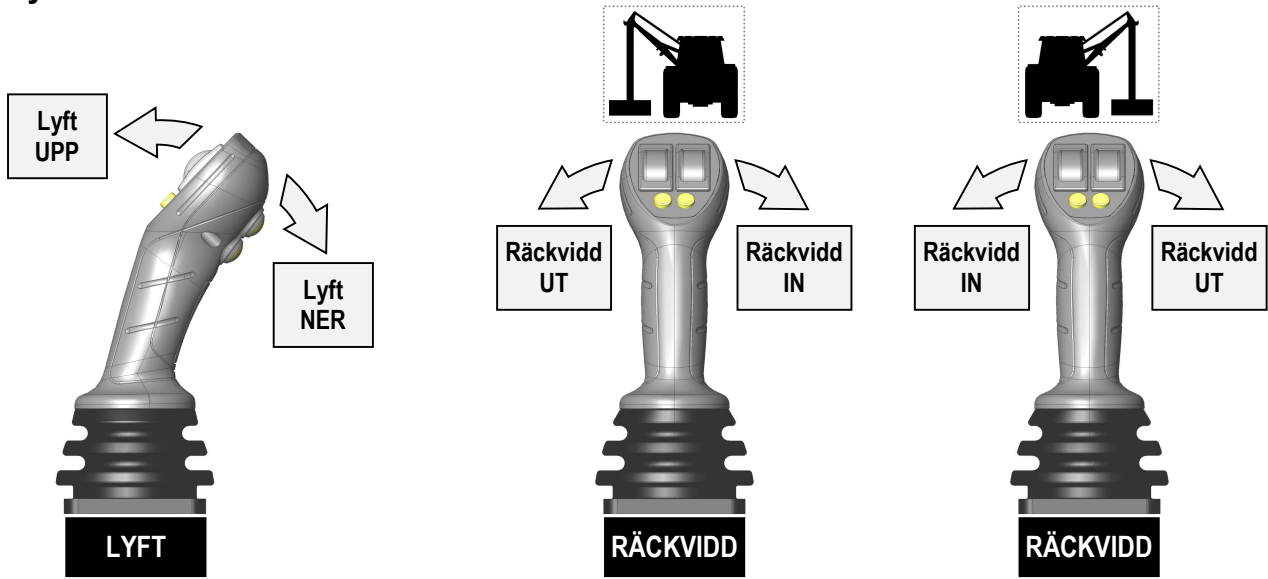 Lyft
UPP
Lyft
NER
LYFT
Räckvidd
UT
Räckvidd
IN
RÄCKVIDD
Räckvidd
IN
Räckvidd
UT
RÄCKVIDD